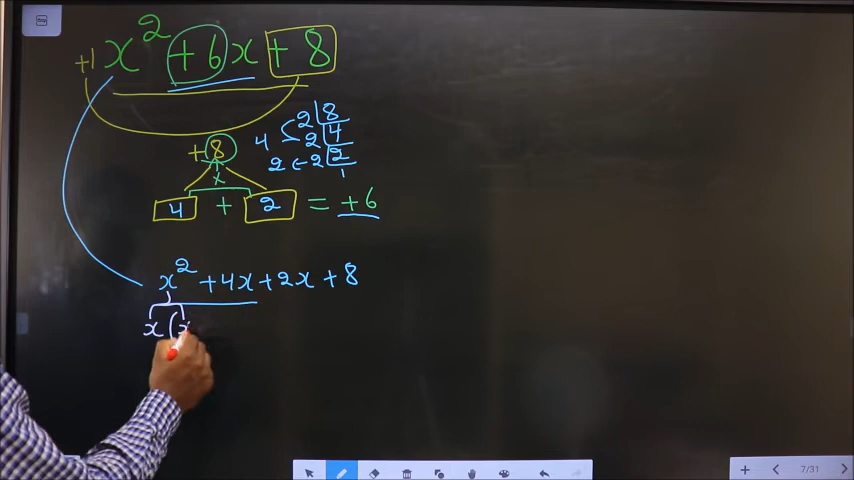 +1 x² + 6x + 8
2 | 8
4 2 | 4
+8
2 ← 2 | 2
x
1
4 + 2 = +6
x² + 4x + 2x + 8
x (x
7/31